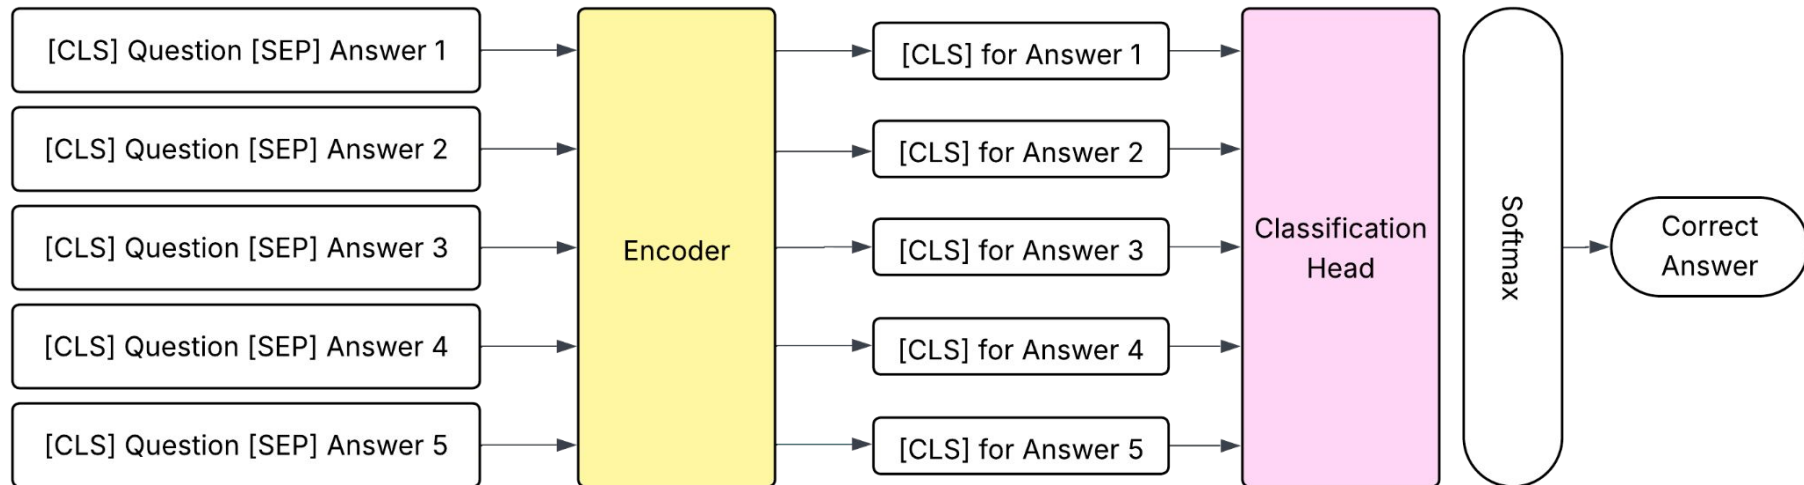 [CLS] Question [SEP] Answer 1
[CLS] Question [SEP] Answer 2
[CLS] Question [SEP] Answer 3
[CLS] Question [SEP] Answer 4
[CLS] Question [SEP] Answer 5
Encoder
[CLS] for Answer 1
[CLS] for Answer 2
[CLS] for Answer 3
[CLS] for Answer 4
[CLS] for Answer 5
Classification
Head
Softmax
Correct
Answer